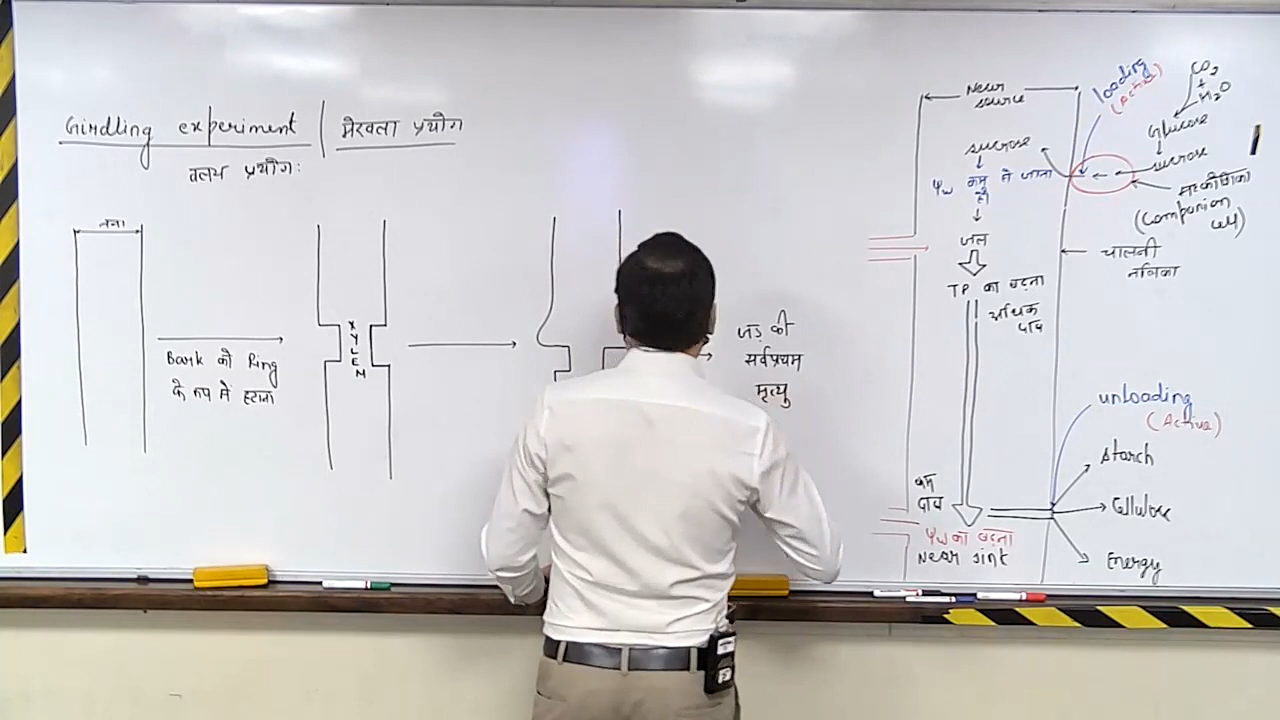 Girdling experiment | मेखला प्रयोग
वलय प्रयोग:
तना
Bark को Ring
के रूप में हटाना
XYLEM
जड़ की
सर्वप्रथम
मृत्यु
Near
source
sucrose
Ψw कम हो जाना
जल
TP का बढ़ना
अधिक
दाब
कम
दाब
Ψw का बढ़ना
Near sink
loading
(Active)
CO2
+
H2O
Glucose
sucrose
सहकोशिका
(Companion
cell)
चालनी
नलिका
unloading
(Active)
Starch
Cellulose
Energy